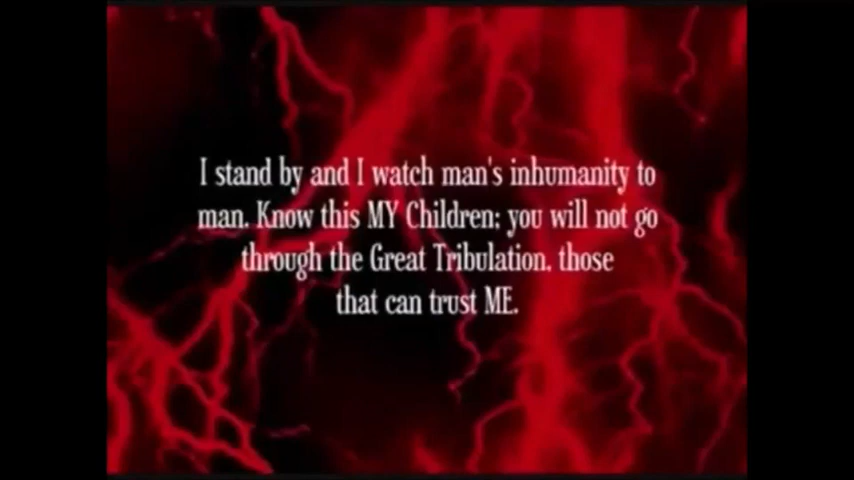 I stand by and I watch man's inhumanity to
man. Know this MY Children; you will not go
through the Great Tribulation. those
that can trust ME.